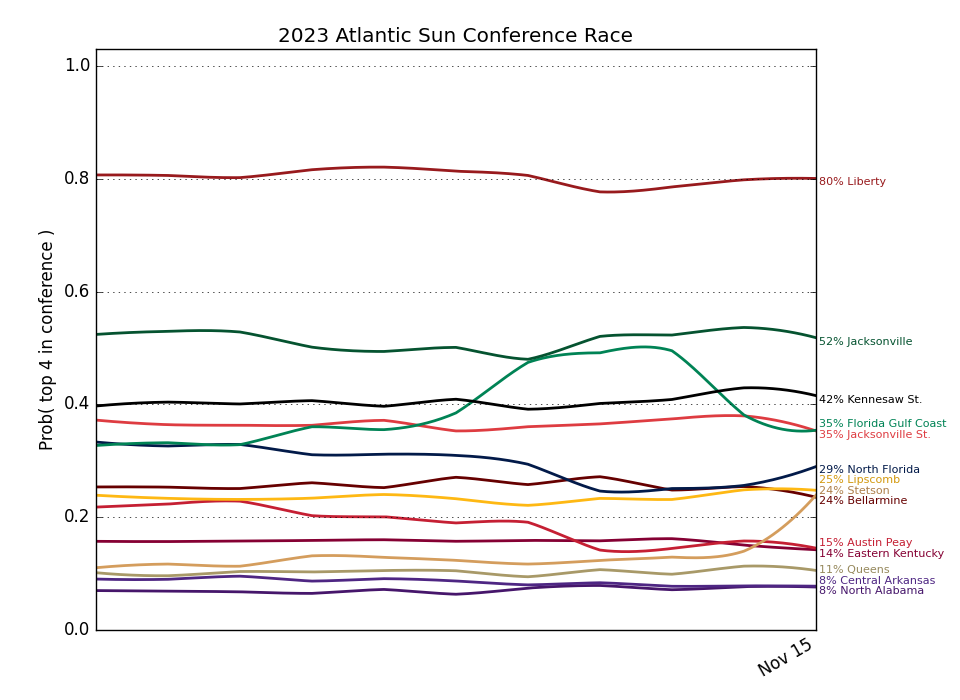 2023 Atlantic Sun Conference Race
Prob( top 4 in conference )
1.0
0.8
0.6
0.4
0.2
0.0
80% Liberty
52% Jacksonville
42% Kennesaw St.
35% Florida Gulf Coast
35% Jacksonville St.
29% North Florida
25% Lipscomb
24% Stetson
24% Bellarmine
15% Austin Peay
14% Eastern Kentucky
11% Queens
8% Central Arkansas
8% North Alabama
Nov 15